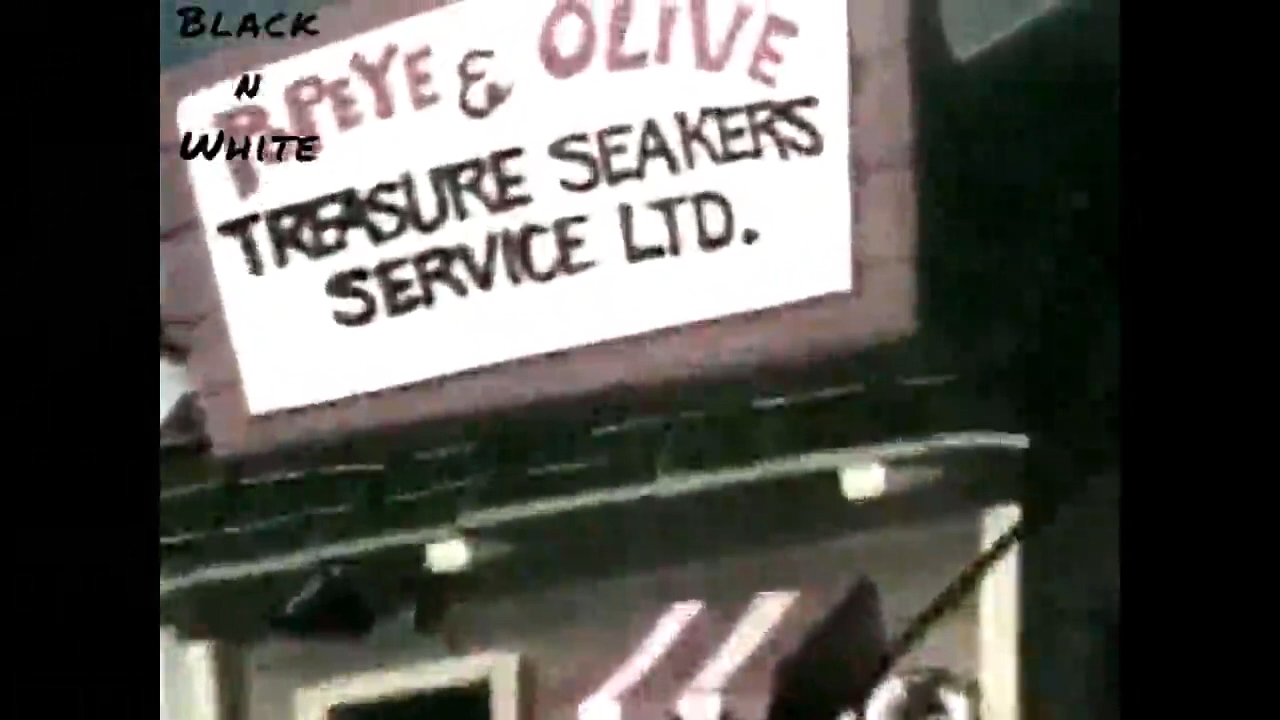 BLACK
N
WHITE
POPEYE & OLIVE
TREASURE SEAKERS
SERVICE LTD.